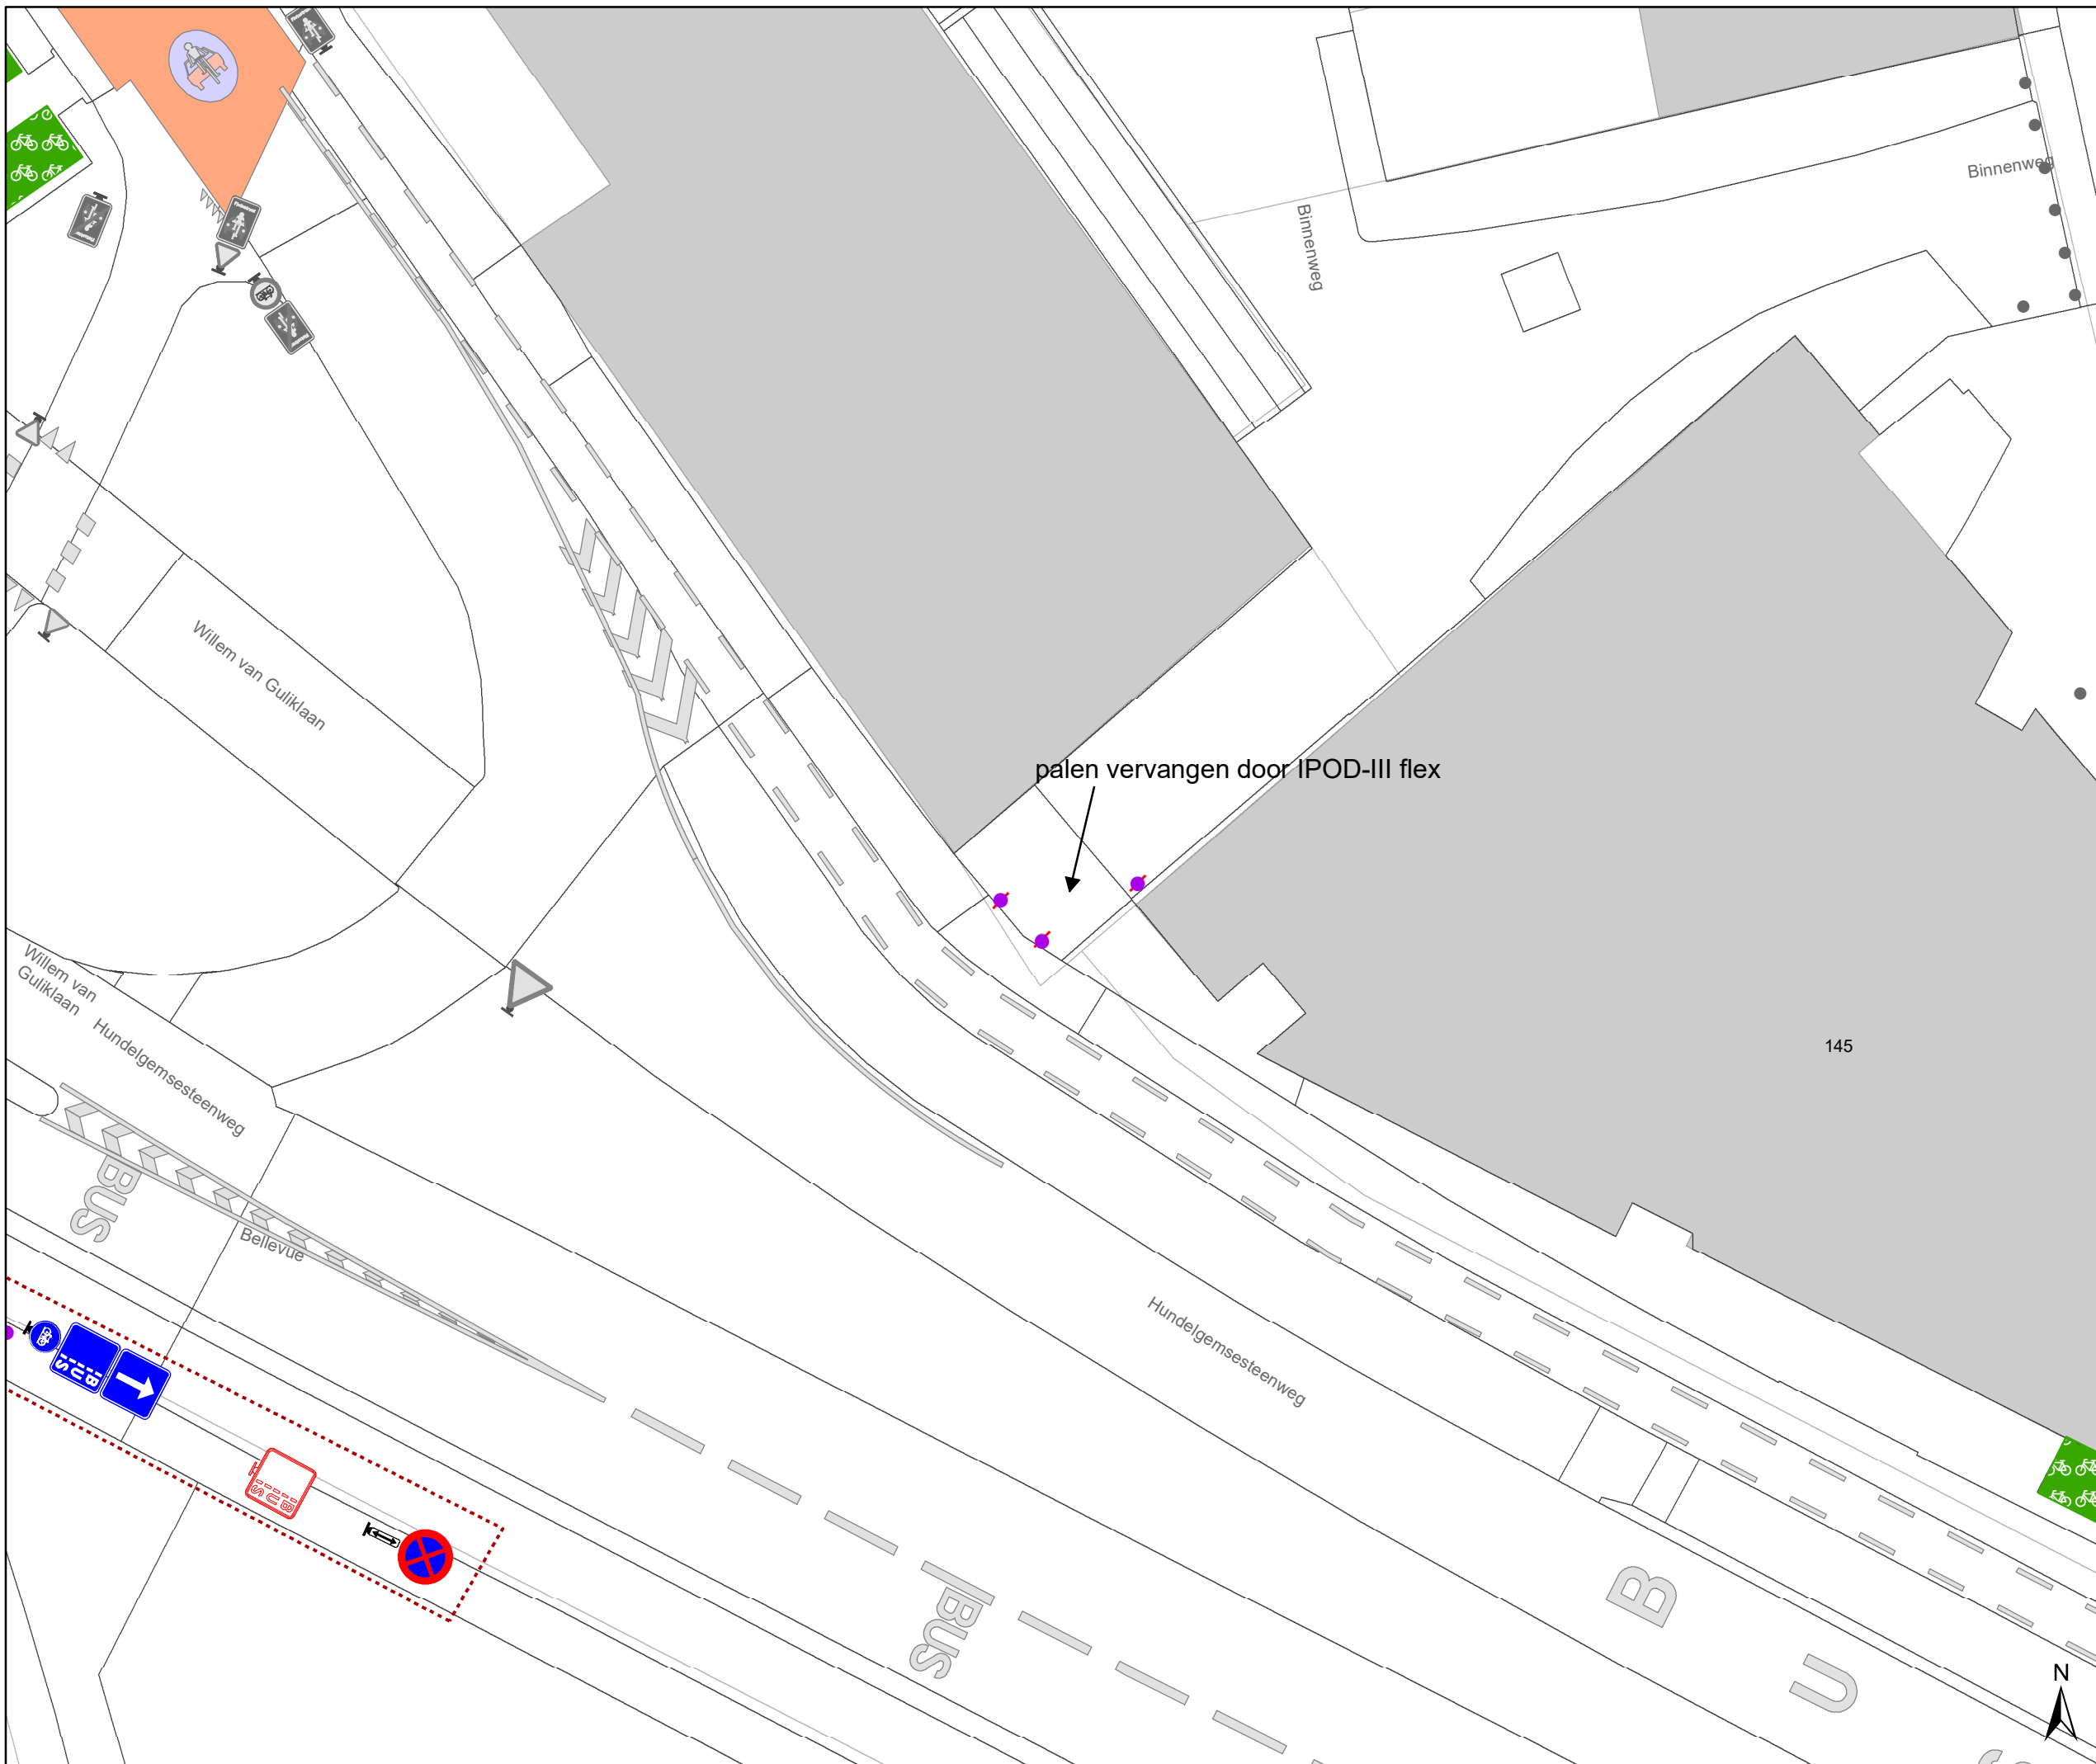 Binnenweg
Binnenweg
Willem van Guliklaan
palen vervangen door IPOD-III flex
Willem van
Guliklaan
Hundelgemsesteenweg
145
BUS
Bellevue
Hundelgemsesteenweg
BUS
BUS
BUS
B
U
N